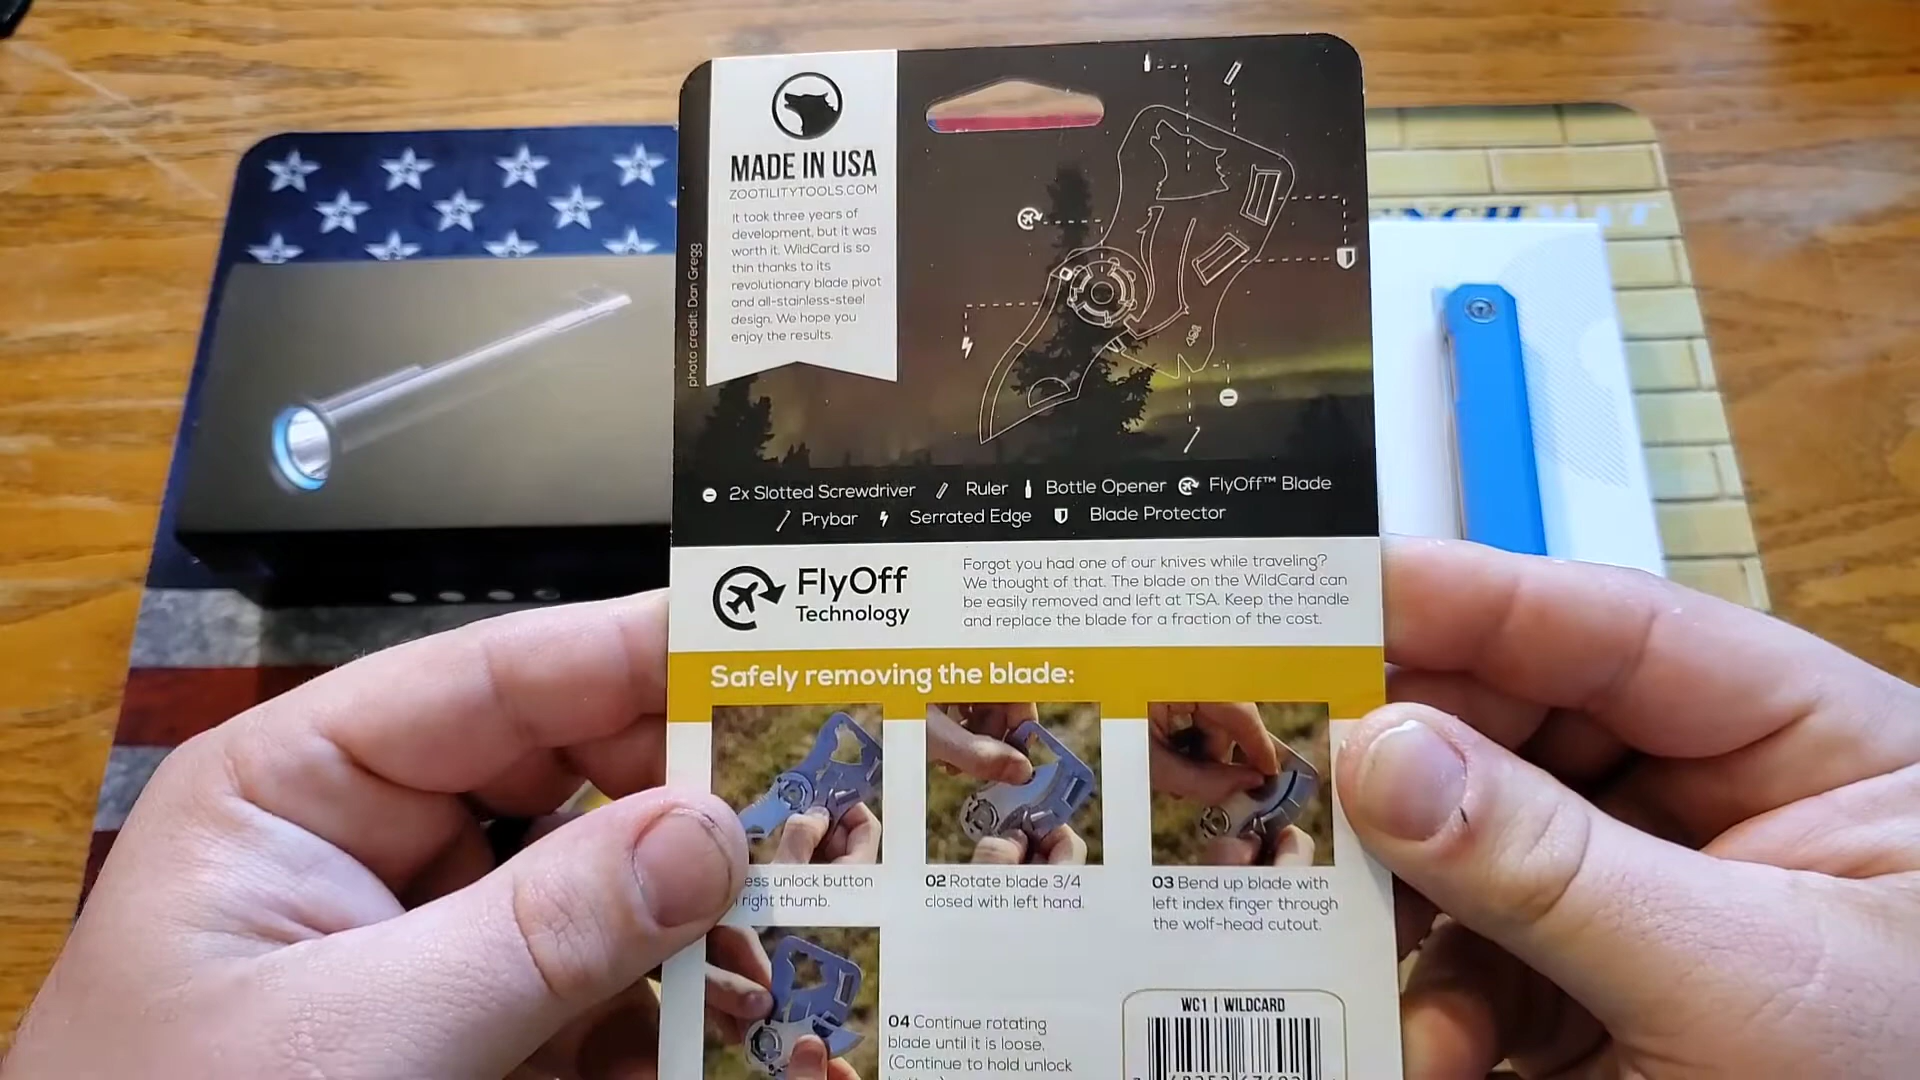 MADE IN USA
ZOOTILITYTOOLS.COM
It took three years of
development, but it was
worth it. WildCard is so
thin thanks to its
revolutionary blade pivot
and all-stainless-steel
design. We hope you
enjoy the results.
photo credit: Dan Gregg
2x Slotted Screwdriver Ruler Bottle Opener FlyOff™ Blade
Prybar Serrated Edge Blade Protector
FlyOff
Technology
Forgot you had one of our knives while traveling?
We thought of that. The blade on the WildCard can
be easily removed and left at TSA. Keep the handle
and replace the blade for a fraction of the cost.
Safely removing the blade:
ess unlock button
right thumb.
02 Rotate blade 3/4
closed with left hand.
03 Bend up blade with
left index finger through
the wolf-head cutout.
04 Continue rotating
blade until it is loose.
(Continue to hold unlock
WC1 | WILDCARD